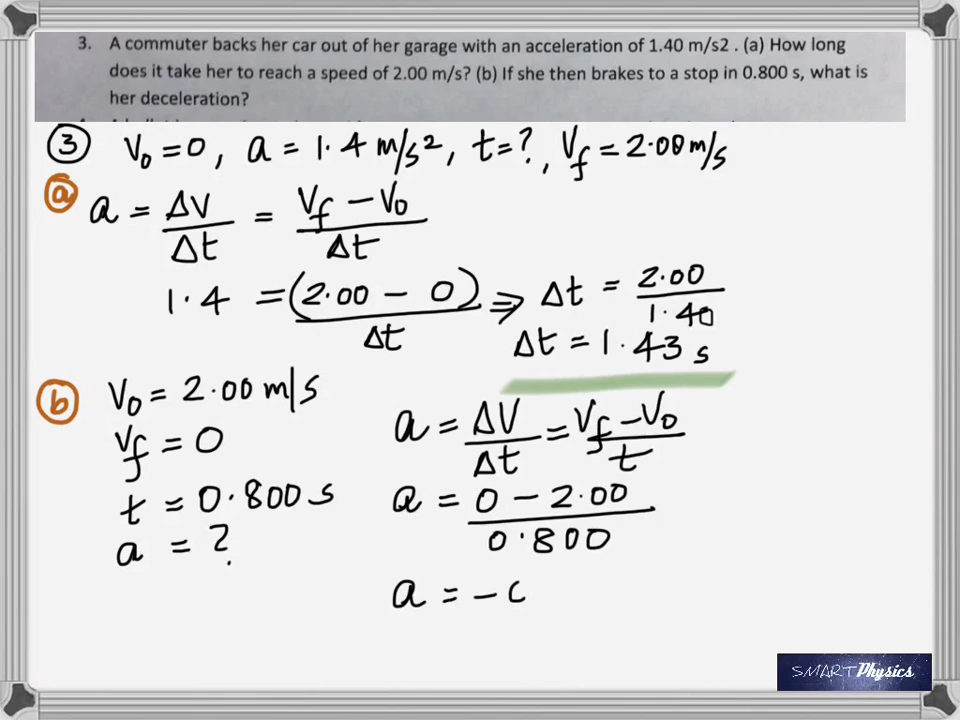 3. A commuter backs her car out of her garage with an acceleration of 1.40 m/s2 . (a) How long
does it take her to reach a speed of 2.00 m/s? (b) If she then brakes to a stop in 0.800 s, what is
her deceleration?
③ V₀ = 0, a = 1.4 m/s², t = ?, Vf = 2.00 m/s
ⓐ a = ΔV/Δt = (Vf − V₀)/Δt
1.4 = (2.00 − 0)/Δt ⇒ Δt = 2.00/1.40
Δt = 1.43 s
ⓑ V₀ = 2.00 m/s
Vf = 0
t = 0.800 s
a = ?
a = ΔV/Δt = (Vf − V₀)/t
a = (0 − 2.00)/0.800
a = −
SMART Physics